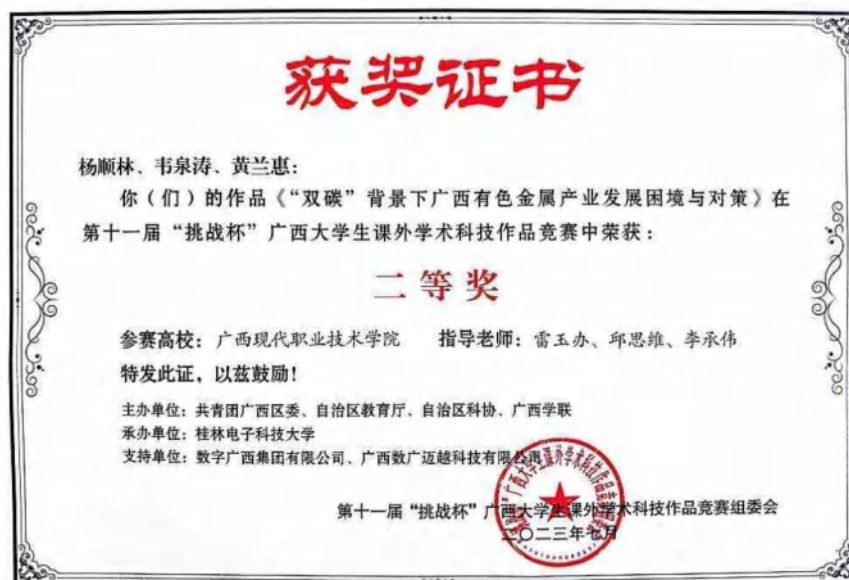 获奖证书
杨顺林、韦泉涛、黄兰惠：
你（们）的作品《“双碳”背景下广西有色金属产业发展困境与对策》在
第十一届“挑战杯”广西大学生课外学术科技作品竞赛中荣获：
二等奖
参赛高校：广西现代职业技术学院 指导老师：雷玉办、邱思维、李承伟
特发此证，以兹鼓励！
主办单位：共青团广西区委、自治区教育厅、自治区科协、广西学联
承办单位：桂林电子科技大学
支持单位：数字广西集团有限公司、广西数广迈越科技有限公司
第十一届“挑战杯”广西大学生课外学术科技作品竞赛组委会
二〇二三年七月